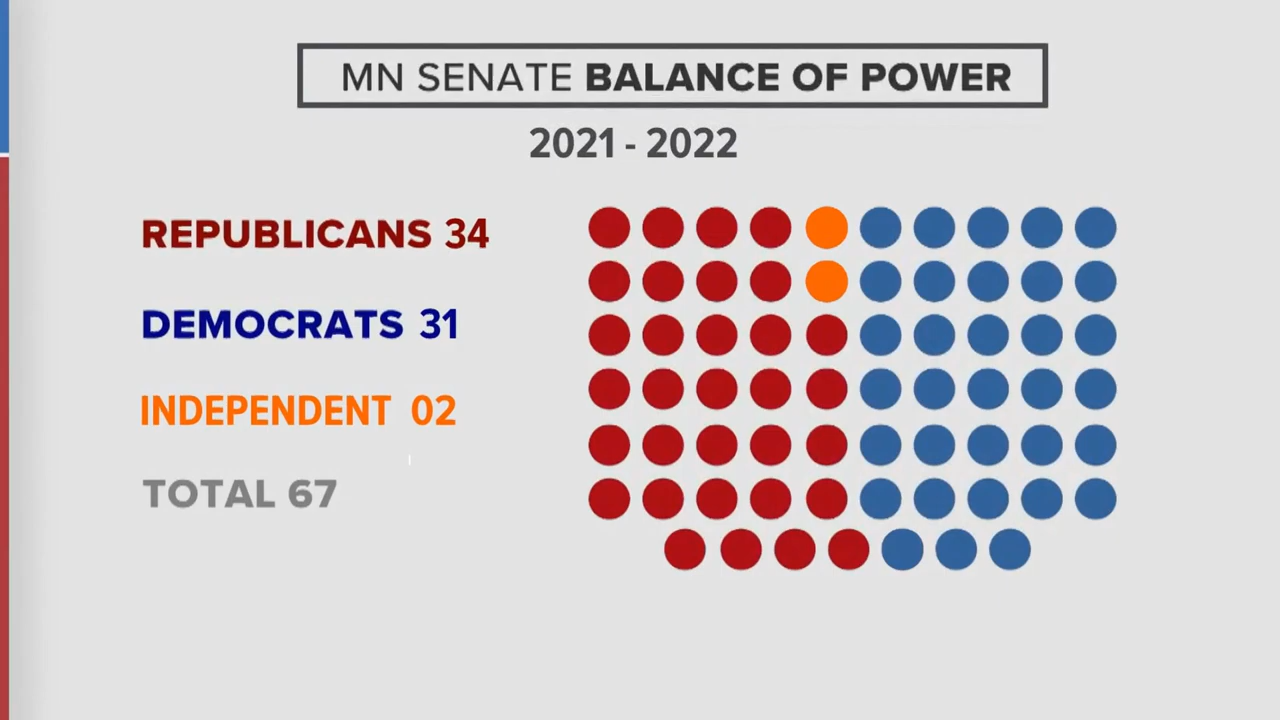 MN SENATE BALANCE OF POWER
2021 - 2022
REPUBLICANS 34
DEMOCRATS 31
INDEPENDENT 02
TOTAL 67